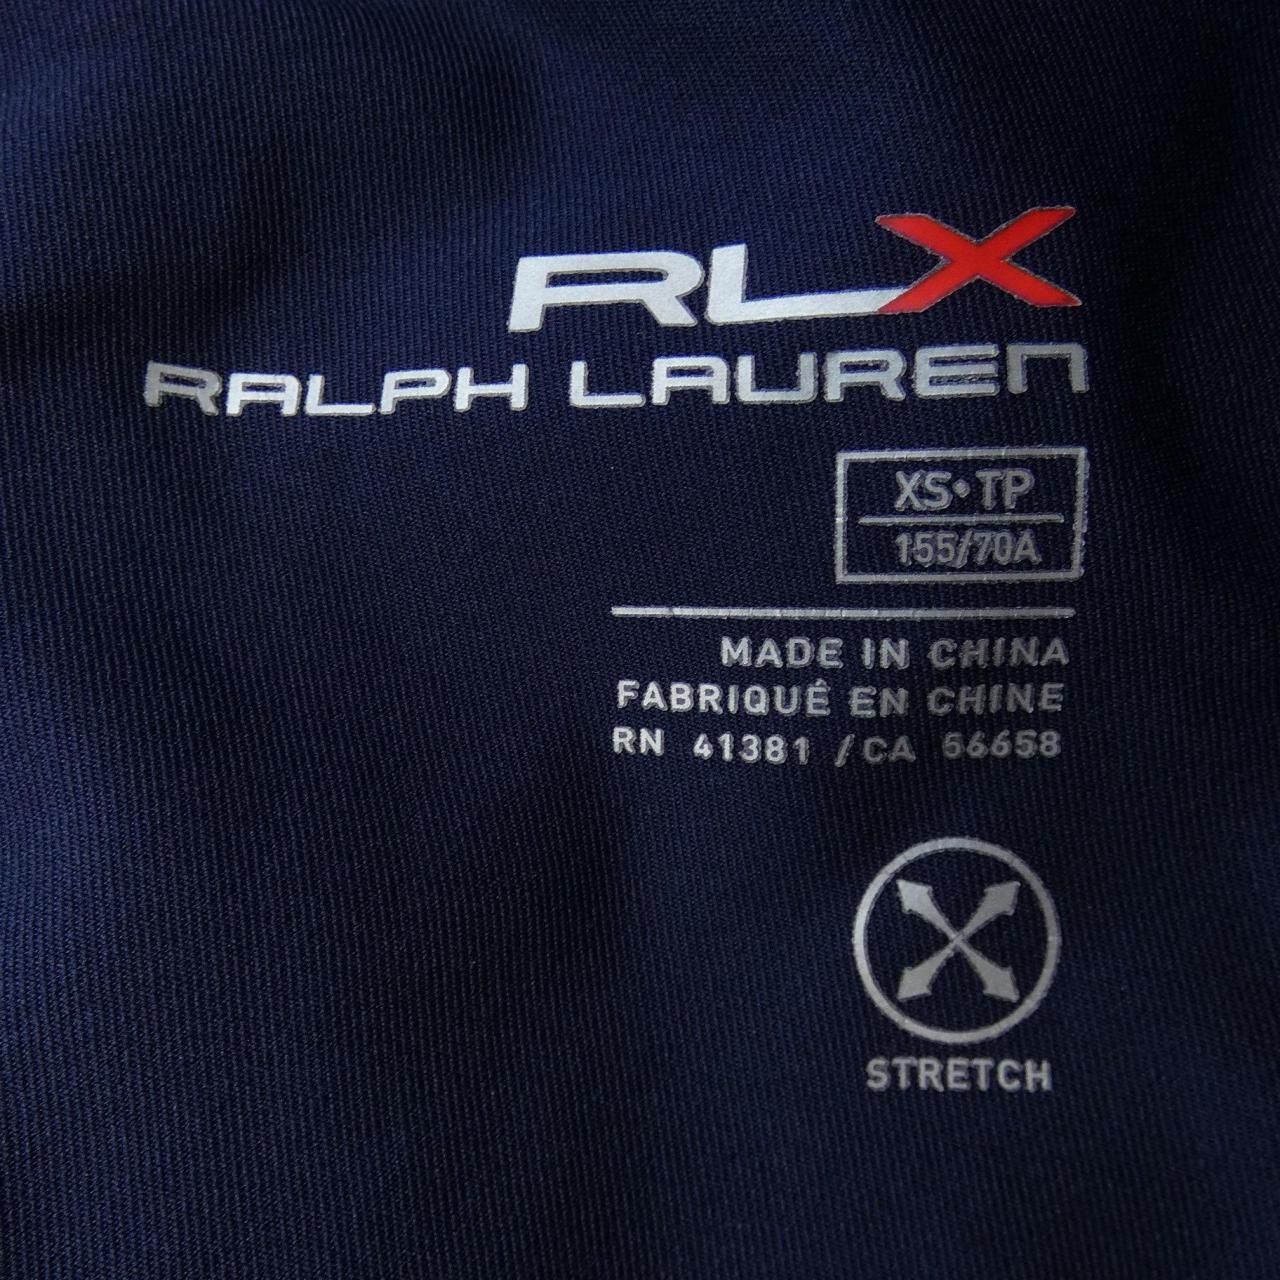 RLX
RALPH LAUREN
XS•TP
155/70A
MADE IN CHINA
FABRIQUÉ EN CHINE
RN 41381 / CA 56658
STRETCH